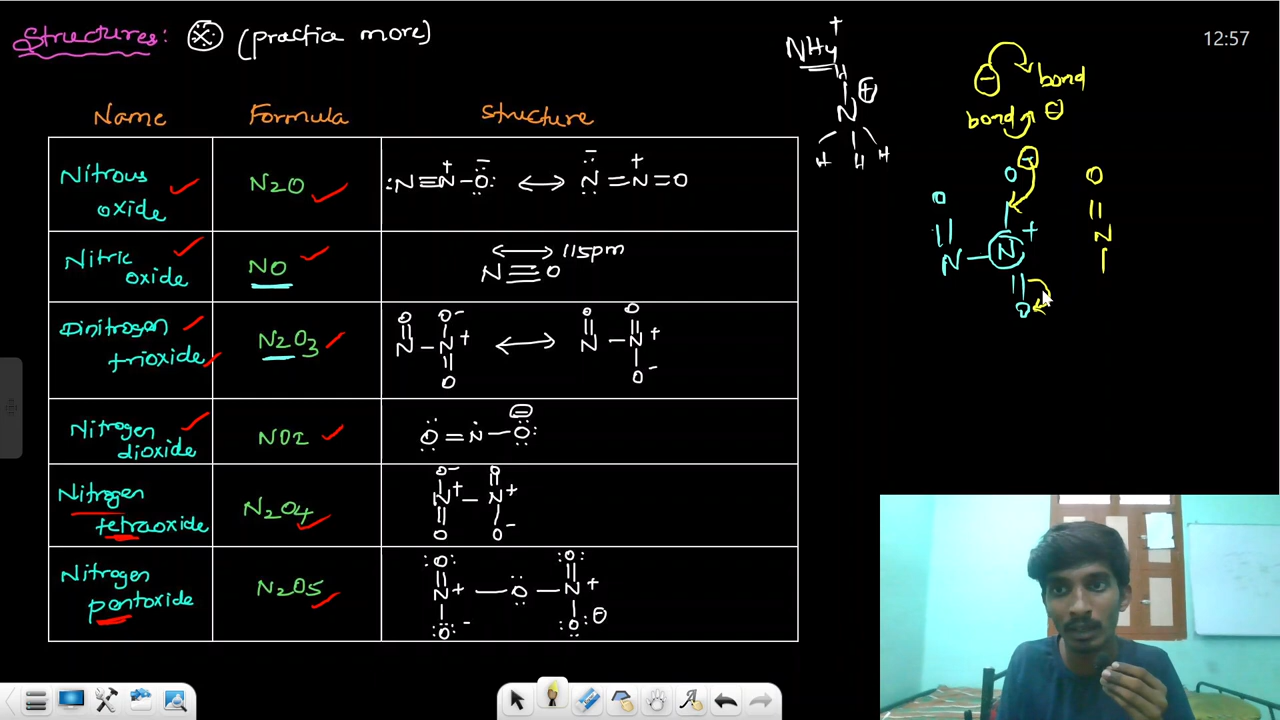 Structures: (practice more)
12:57
Name Formula Structure
Nitrous oxide N2O :N≡N+–O− ⟷ N−=N+=O
Nitric oxide NO N≡O 115pm
Dinitrogen trioxide N2O3 O N – N+ O− O ⟷ O N – N+ O O−
Nitrogen dioxide NO2 O = N – O −
Nitrogen tetraoxide N2O4 O− N+ O – O N+ O−
Nitrogen pentoxide N2O5 O N+ O− – O – O N+ O ⊖
NH4 +
H
N ⊕
H H H
⊖ bond
bond ⊖
O ⊖ O
O
N – N + N
O